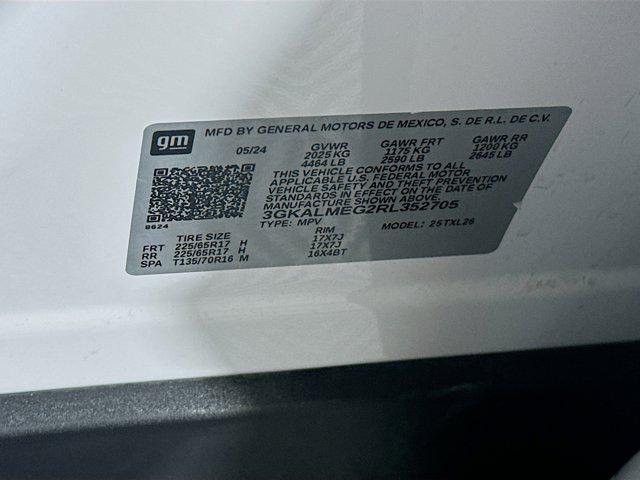 gm
MFD BY GENERAL MOTORS DE MEXICO, S. DE R.L. DE C.V.
05/24 GVWR GAWR FRT GAWR RR
2025 KG 1175 KG 1200 KG
4464 LB 2590 LB 2645 LB
THIS VEHICLE CONFORMS TO ALL
APPLICABLE U.S. FEDERAL MOTOR
VEHICLE SAFETY AND THEFT PREVENTION
STANDARDS IN EFFECT ON THE DATE OF
MANUFACTURE SHOWN ABOVE.
3GKALMEG2RL352705
8624
TYPE: MPV MODEL: 25TXL26
TIRE SIZE RIM
FRT 225/65R17 H 17X7J
RR 225/65R17 H 17X7J
SPA T135/70R16 M 16X4BT